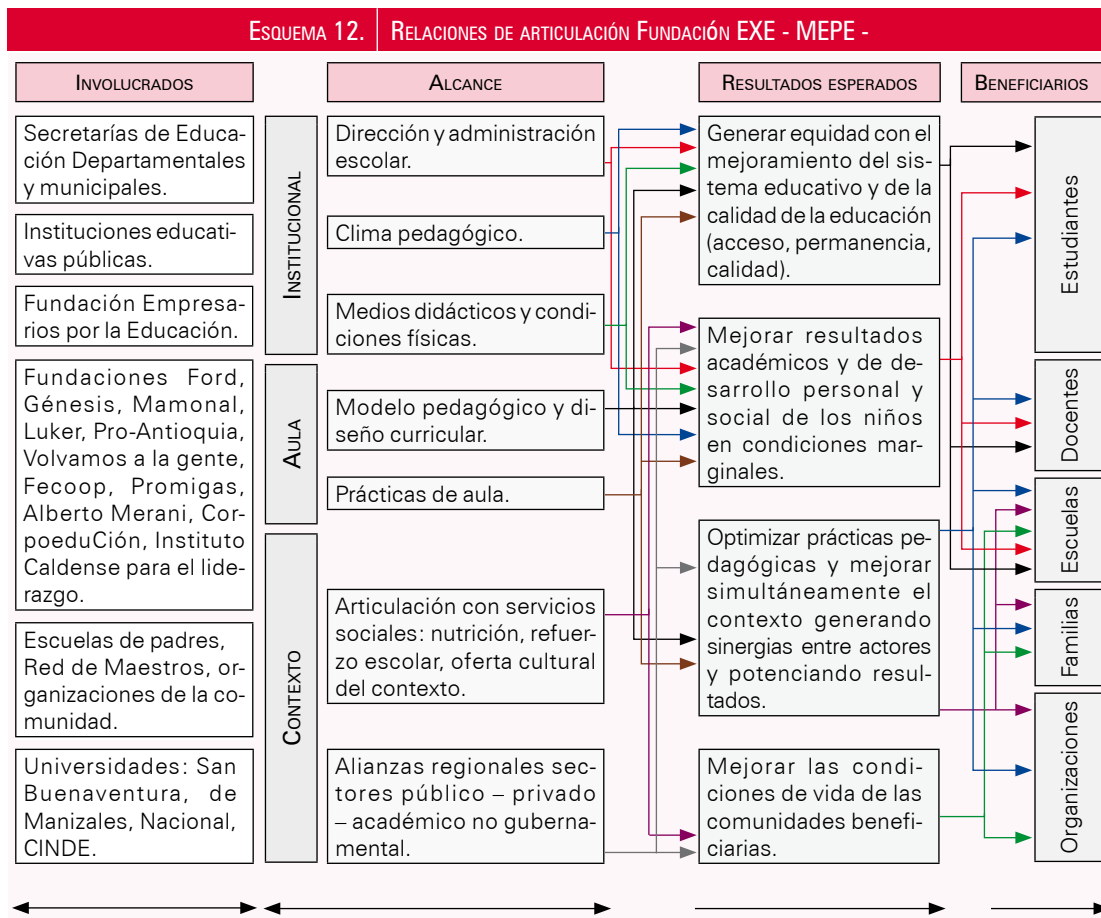 ESQUEMA 12. RELACIONES DE ARTICULACIÓN FUNDACIÓN EXE - MEPE -
INVOLUCRADOS
Secretarías de Educa-
ción Departamentales
y municipales.
Instituciones educati-
vas públicas.
Fundación Empresa-
rios por la Educación.
Fundaciones Ford,
Génesis, Mamonal,
Luker, Pro-Antioquia,
Volvamos a la gente,
Fecoop, Promigas,
Alberto Merani, Cor-
poeduCión, Instituto
Caldense para el lide-
razgo.
Escuelas de padres,
Red de Maestros, or-
ganizaciones de la co-
munidad.
Universidades: San
Buenaventura, de
Manizales, Nacional,
CINDE.
ALCANCE
INSTITUCIONAL
Dirección y administración
escolar.
Clima pedagógico.
Medios didácticos y condi-
ciones físicas.
AULA
Modelo pedagógico y di-
seño curricular.
Prácticas de aula.
CONTEXTO
Articulación con servicios
sociales: nutrición, refuer-
zo escolar, oferta cultural
del contexto.
Alianzas regionales sec-
tores público – privado
– académico no guberna-
mental.
RESULTADOS ESPERADOS
Generar equidad con el
mejoramiento del sis-
tema educativo y de la
calidad de la educación
(acceso, permanencia,
calidad).
Mejorar resultados
académicos y de de-
sarrollo personal y
social de los niños
en condiciones mar-
ginales.
Optimizar prácticas pe-
dagógicas y mejorar
simultáneamente el
contexto generando
sinergias entre actores
y potenciando resul-
tados.
Mejorar las condi-
ciones de vida de las
comunidades benefi-
ciarias.
BENEFICIARIOS
Estudiantes
Docentes
Escuelas
Familias
Organizaciones